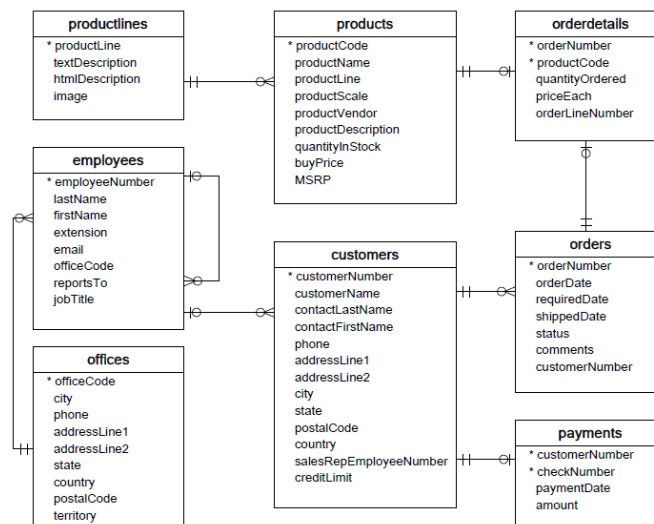 productlines
* productLine
textDescription
htmlDescription
image
products
* productCode
productName
productLine
productScale
productVendor
productDescription
quantityInStock
buyPrice
MSRP
orderdetails
* orderNumber
* productCode
quantityOrdered
priceEach
orderLineNumber
employees
* employeeNumber
lastName
firstName
extension
email
officeCode
reportsTo
jobTitle
customers
* customerNumber
customerName
contactLastName
contactFirstName
phone
addressLine1
addressLine2
city
state
postalCode
country
salesRepEmployeeNumber
creditLimit
orders
* orderNumber
orderDate
requiredDate
shippedDate
status
comments
customerNumber
offices
* officeCode
city
phone
addressLine1
addressLine2
state
country
postalCode
territory
payments
* customerNumber
* checkNumber
paymentDate
amount